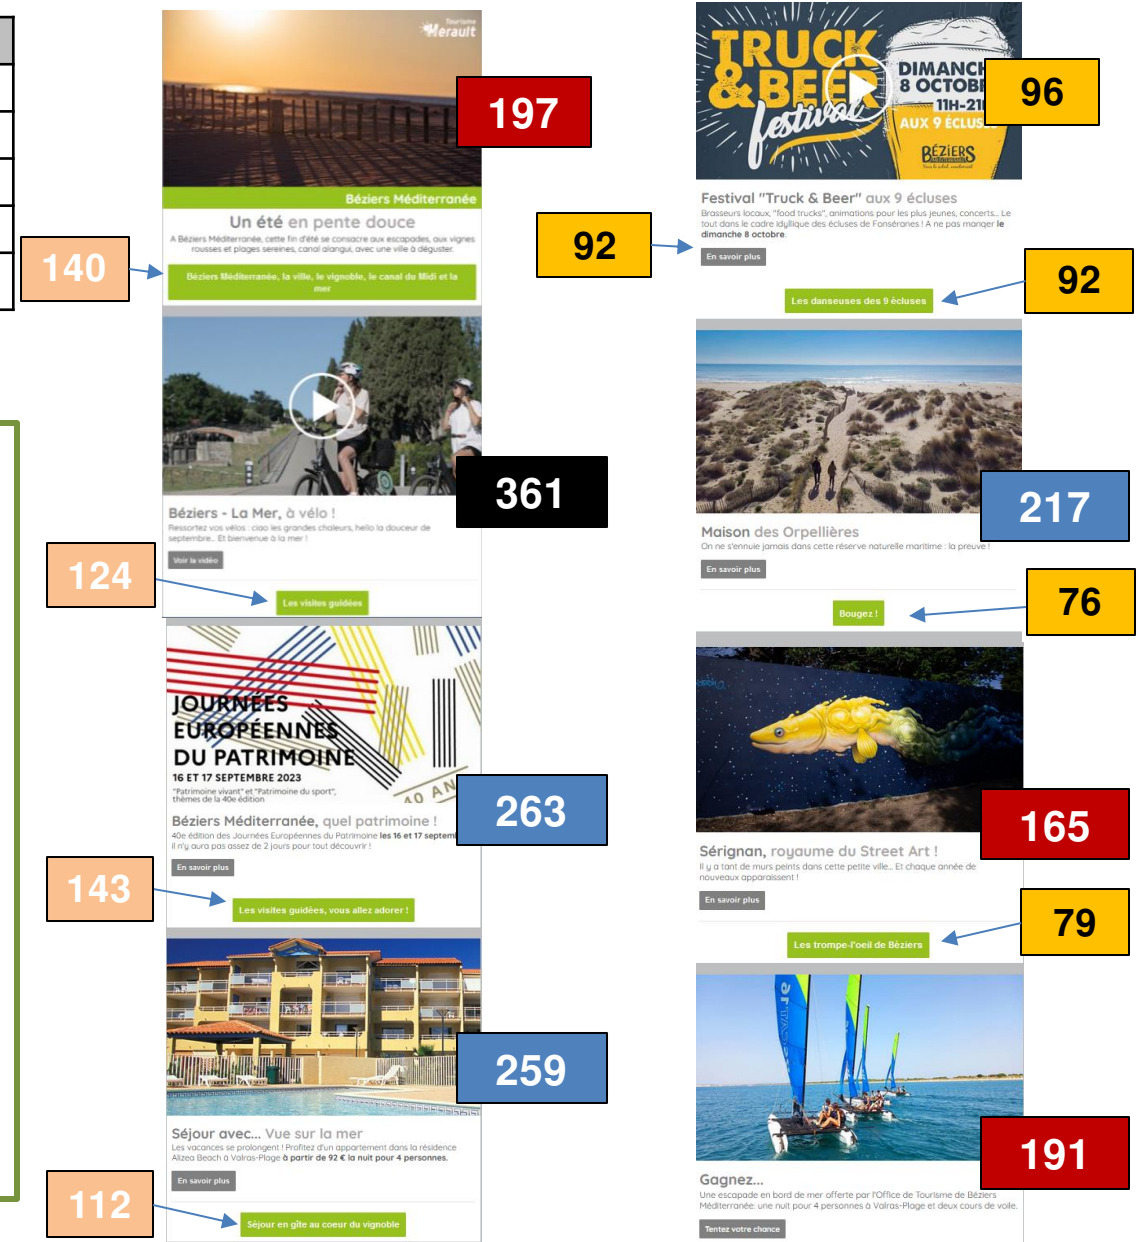 Tourisme
Herault
197
Béziers Méditerranée
Un été en pente douce
A Béziers Méditerranée, cette fin d'été se consacre aux escapades, aux vignes
rousses et plages sereines, canal alangui, avec une ville à déguster.
140
Béziers Méditerranée, la ville, le vignoble, le canal du Midi et la
mer
361
Béziers - La Mer, à vélo !
Ressortez vos vélos : ciao les grandes chaleurs, hello la douceur de
septembre... Et bienvenue à la mer !
Voir la vidéo
124
Les visites guidées
JOURNÉES
EUROPÉENNES
DU PATRIMOINE
16 ET 17 SEPTEMBRE 2023
"Patrimoine vivant" et "Patrimoine du sport",
thèmes de la 40e édition
40 AN
263
Béziers Méditerranée, quel patrimoine !
40e édition des Journées Européennes du Patrimoine les 16 et 17 septem
Il n'y aura pas assez de 2 jours pour tout découvrir !
En savoir plus
143
Les visites guidées, vous allez adorer !
259
Séjour avec... Vue sur la mer
Les vacances se prolongent ! Profitez d'un appartement dans la résidence
Alizea Beach à Valras-Plage à partir de 92 € la nuit pour 4 personnes.
En savoir plus
112
Séjour en gîte au coeur du vignoble
TRUCK
& BEER
festival
DIMANCH
8 OCTOB
11H-21
AUX 9 ÉCLUS
BÉZIERS
MÉDITERRANÉE
96
Festival "Truck & Beer" aux 9 écluses
Brasseurs locaux, "food trucks", animations pour les plus jeunes, concerts... Le
tout dans le cadre idyllique des écluses de Fonséranes ! A ne pas manquer le
dimanche 8 octobre.
92
En savoir plus
92
Les danseuses des 9 écluses
217
Maison des Orpellières
On ne s'ennuie jamais dans cette réserve naturelle maritime : la preuve !
En savoir plus
76
Bougez !
165
Sérignan, royaume du Street Art !
Il y a tant de murs peints dans cette petite ville... Et chaque année de
nouveaux apparaissent !
En savoir plus
79
Les trompe-l'oeil de Béziers
191
Gagnez...
Une escapade en bord de mer offerte par l'Office de Tourisme de Béziers
Méditerranée: une nuit pour 4 personnes à Valras-Plage et deux cours de voile.
Tentez votre chance